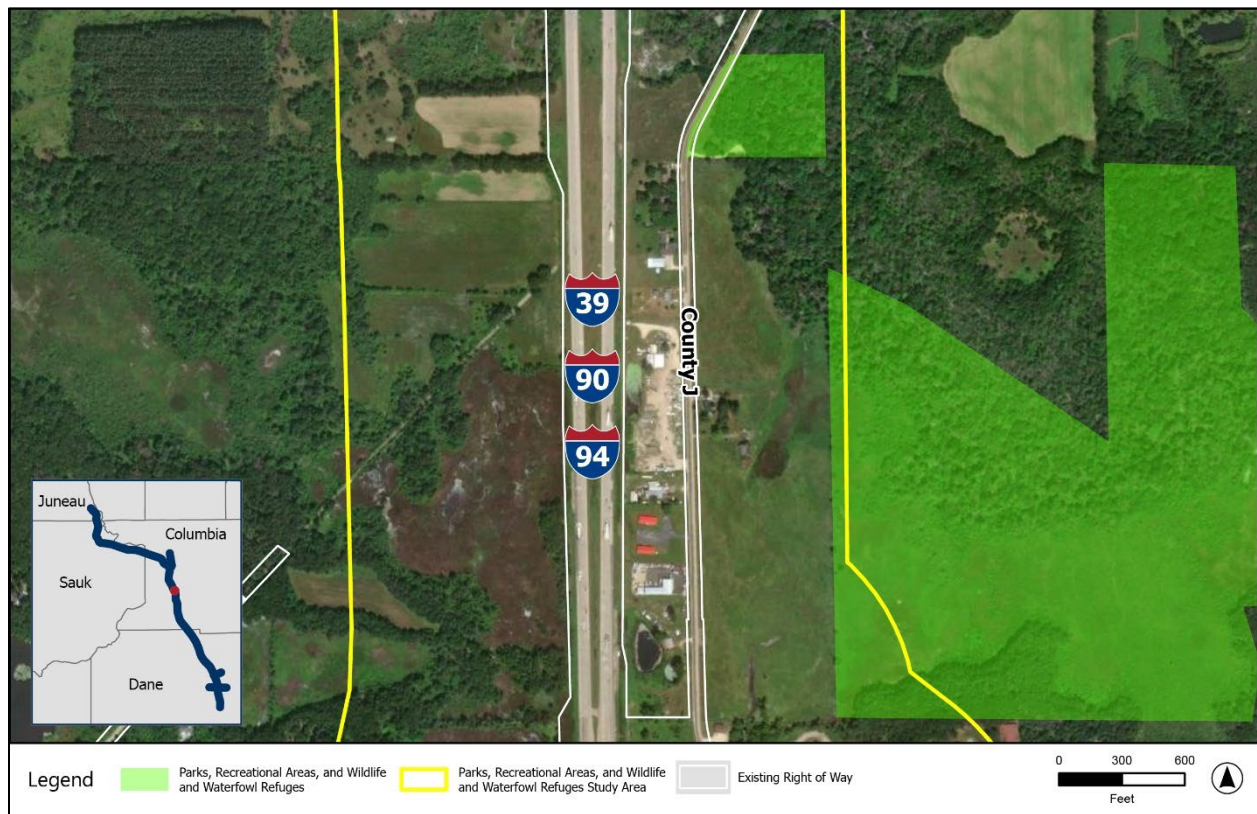 39
90
94
County J
Juneau
Columbia
Sauk
Dane
Legend
Parks, Recreational Areas, and Wildlife
and Waterfowl Refuges
Parks, Recreational Areas, and Wildlife
and Waterfowl Refuges Study Area
Existing Right of Way
0 300 600
Feet